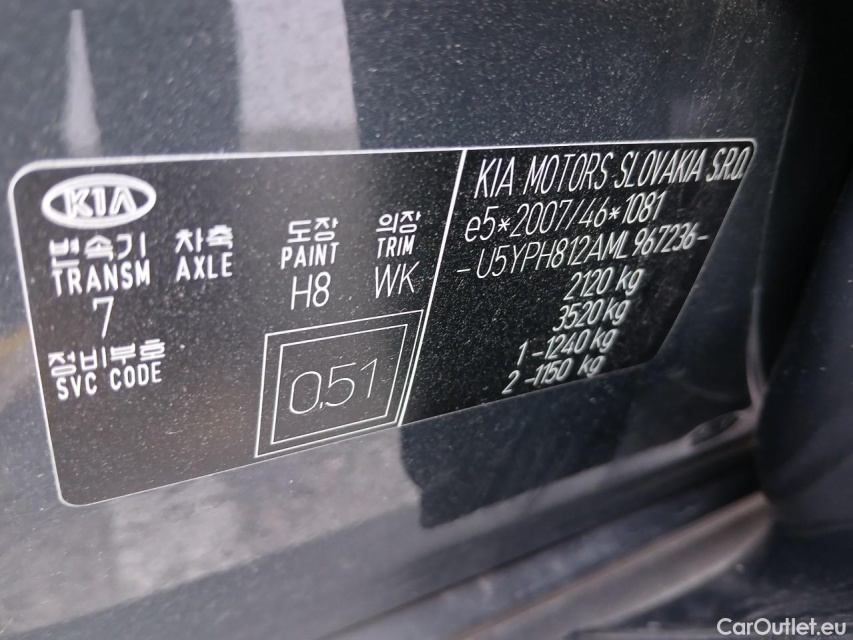 KIA
변속기 차축 도장 의장
TRANSM AXLE PAINT TRIM
7 H8 WK
정비부호
SVC CODE
0,51
KIA MOTORS SLOVAKIA S.R.O.
e5*2007/46*1081
-U5YPH812AML967236-
2120 kg
3520 kg
1-1240 kg
2-1150 kg
CarOutlet.eu